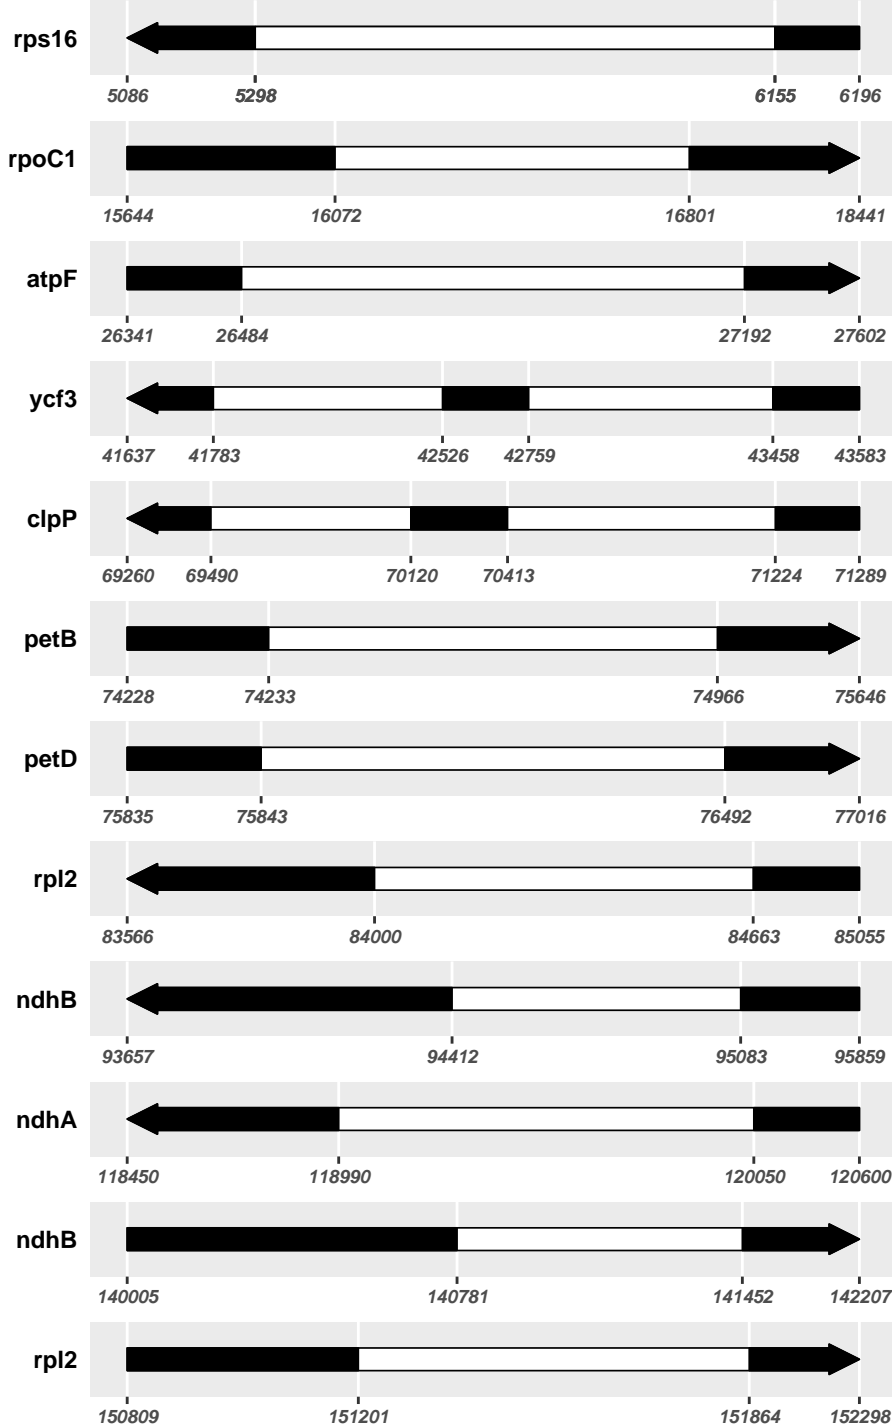 rps16
5086 5298 6155 6196
rpoC1
15644 16072 16801 18441
atpF
26341 26484 27192 27602
ycf3
41637 41783 42526 42759 43458 43583
clpP
69260 69490 70120 70413 71224 71289
petB
74228 74233 74966 75646
petD
75835 75843 76492 77016
rpl2
83566 84000 84663 85055
ndhB
93657 94412 95083 95859
ndhA
118450 118990 120050 120600
ndhB
140005 140781 141452 142207
rpl2
150809 151201 151864 152298